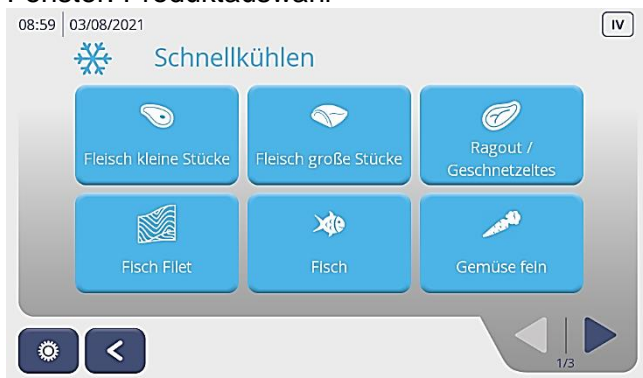 Fenster Produktauswahl
08:59 03/08/2021
IV
Schnellkühlen
Fleisch kleine Stücke
Fleisch große Stücke
Ragout /
Geschnetzeltes
Fisch Filet
Fisch
Gemüse fein
1/3